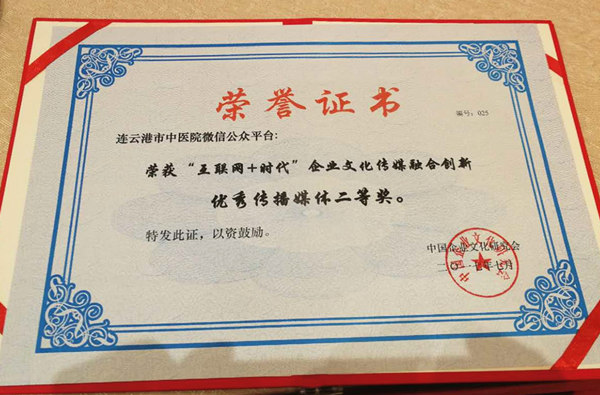 荣誉证书
编号：025
连云港市中医院微信公众平台：
荣获“互联网+时代”企业文化传媒融合创新
优秀传播媒体二等奖。
特发此证，以资鼓励。
中国企业文化研究会
年七月